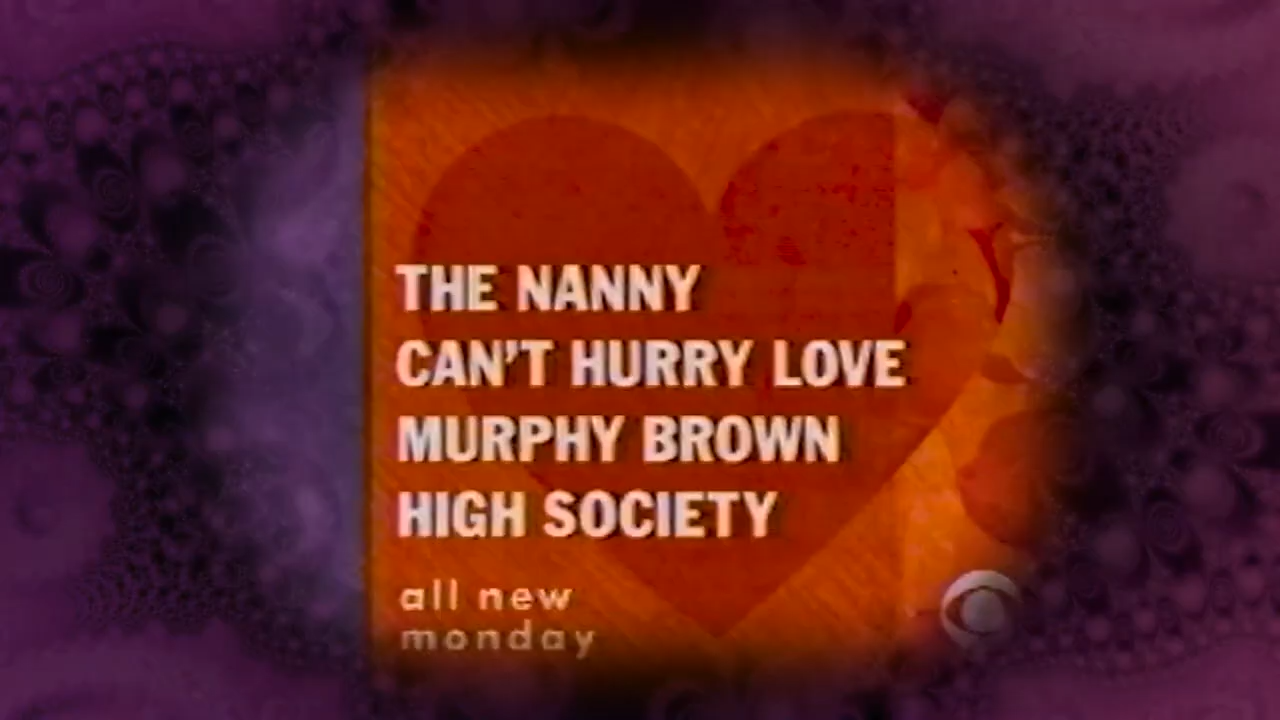 THE NANNY
CAN'T HURRY LOVE
MURPHY BROWN
HIGH SOCIETY
all new
monday